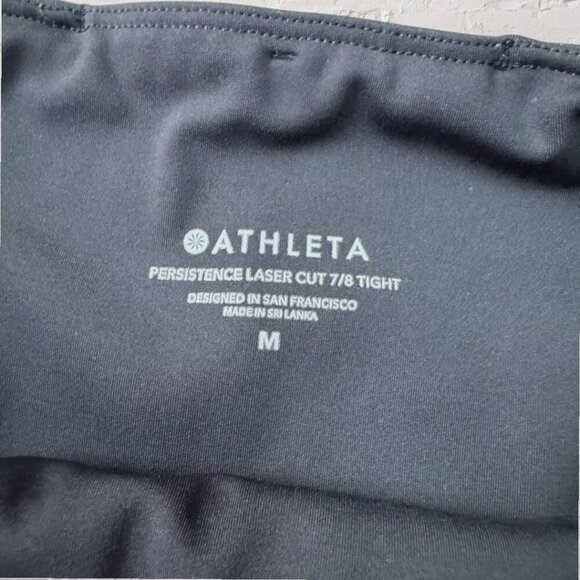 ATHLETA
PERSISTENCE LASER CUT 7/8 TIGHT
DESIGNED IN SAN FRANCISCO
MADE IN SRI LANKA
M